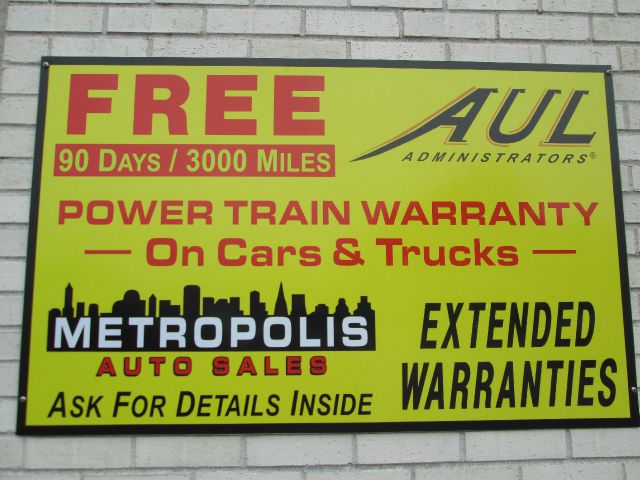 FREE
90 DAYS / 3000 MILES
AUL
ADMINISTRATORS®
POWER TRAIN WARRANTY
— On Cars & Trucks —
METROPOLIS
AUTO SALES
ASK FOR DETAILS INSIDE
EXTENDED
WARRANTIES